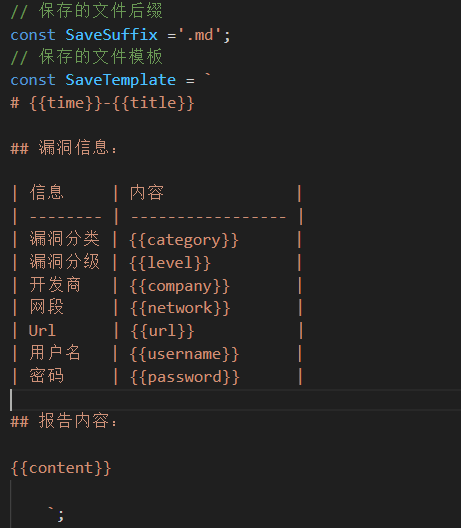 // 保存的文件后缀
const SaveSuffix ='.md';
// 保存的文件模板
const SaveTemplate = `
# {{time}}-{{title}}
## 漏洞信息：
| 信息     | 内容              |
| -------- | ----------------- |
| 漏洞分类 | {{category}}      |
| 漏洞分级 | {{level}}         |
| 开发商   | {{company}}       |
| 网段     | {{network}}       |
| Url      | {{url}}           |
| 用户名   | {{username}}      |
| 密码     | {{password}}      |
## 报告内容：
{{content}}
    `;